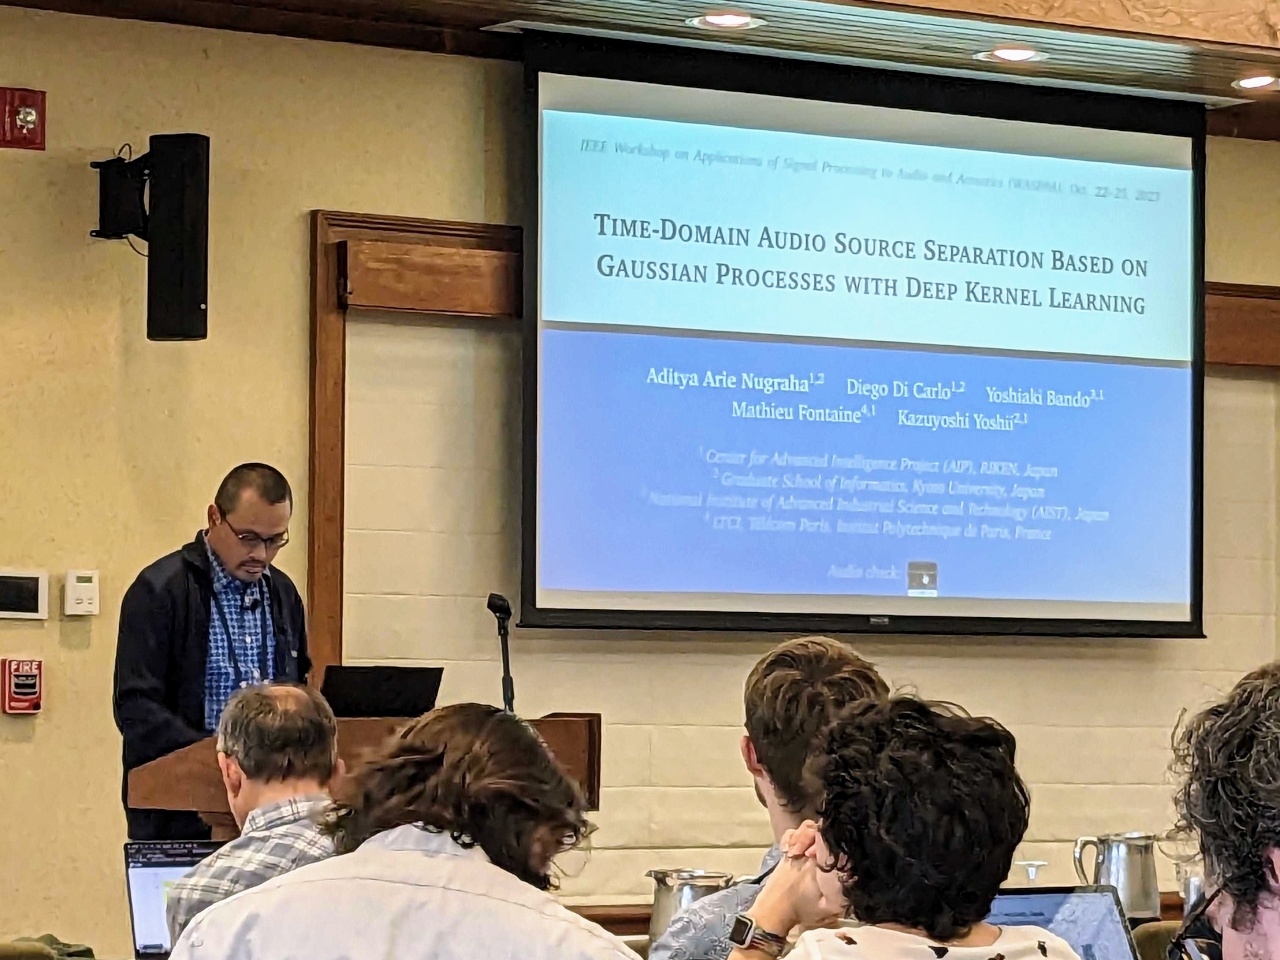 IEEE Workshop on Applications of Signal Processing to Audio and Acoustics (WASPAA), Oct. 22–25, 2023
TIME-DOMAIN AUDIO SOURCE SEPARATION BASED ON
GAUSSIAN PROCESSES WITH DEEP KERNEL LEARNING
Aditya Arie Nugraha1,2 Diego Di Carlo1,2 Yoshiaki Bando3,1
Mathieu Fontaine4,1 Kazuyoshi Yoshii2,1
1 Center for Advanced Intelligence Project (AIP), RIKEN, Japan
2 Graduate School of Informatics, Kyoto University, Japan
3 National Institute of Advanced Industrial Science and Technology (AIST), Japan
4 LTCI, Télécom Paris, Institut Polytechnique de Paris, France
Audio check:
FIRE